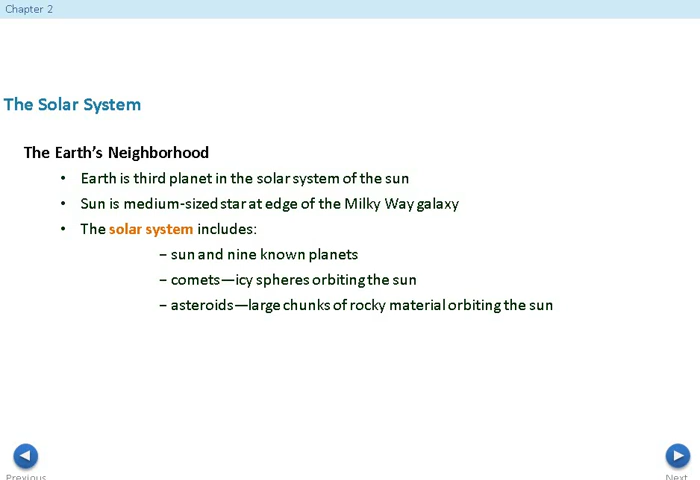 Chapter 2
The Solar System
The Earth's Neighborhood
• Earth is third planet in the solar system of the sun
• Sun is medium-sized star at edge of the Milky Way galaxy
• The solar system includes:
– sun and nine known planets
– comets—icy spheres orbiting the sun
– asteroids—large chunks of rocky material orbiting the sun
Previous
Next